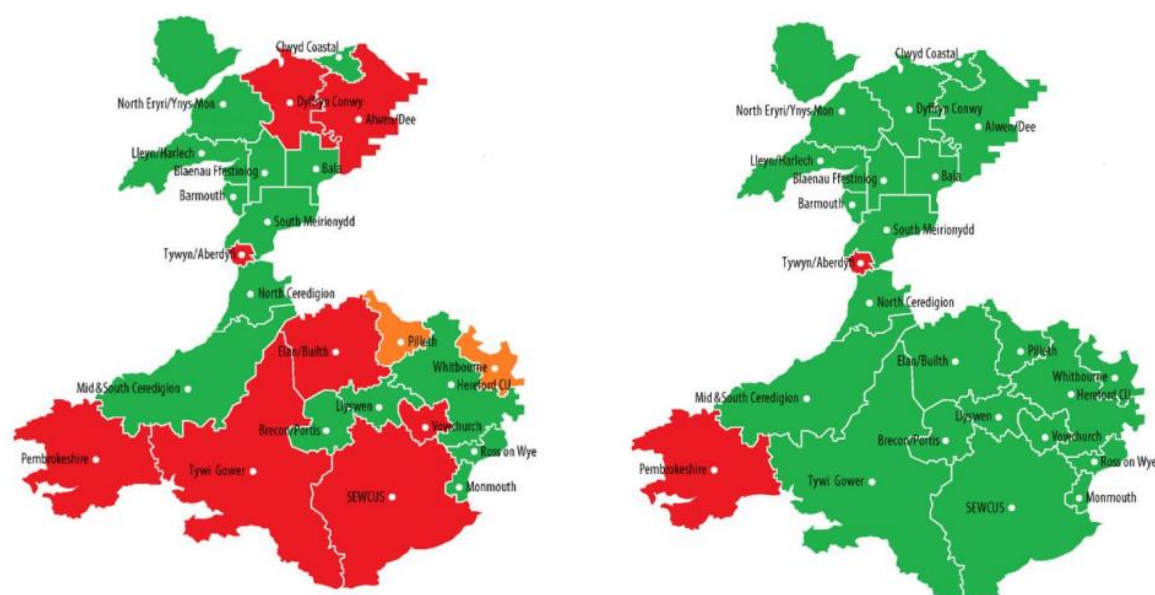 Clwyd Coastal
North Eryri/Ynys Mon
Dyffryn Conwy
Alwen/Dee
Lleyn/Harlech
Blaenau Ffestiniog
Bala
Barmouth
South Meirionydd
Tywyn/Aberdyfi
North Ceredigion
Elan/Builth
Pilleth
Whitbourne
Hereford CU
Mid &South Ceredigion
Llyswen
Vowchurch
Brecon/Portis
Ross on Wye
Pembrokeshire
Tywi Gower
SEWCUS
Monmouth
Clwyd Coastal
North Eryri/Ynys Mon
Dyffryn Conwy
Alwen/Dee
Lleyn/Harlech
Blaenau Ffestiniog
Bala
Barmouth
South Meirionydd
Tywyn/Aberdyfi
North Ceredigion
Elan/Builth
Pilleth
Whitbourne
Hereford CU
Mid &South Ceredigion
Llyswen
Vowchurch
Brecon/Portis
Ross on Wye
Pembrokeshire
Tywi Gower
SEWCUS
Monmouth